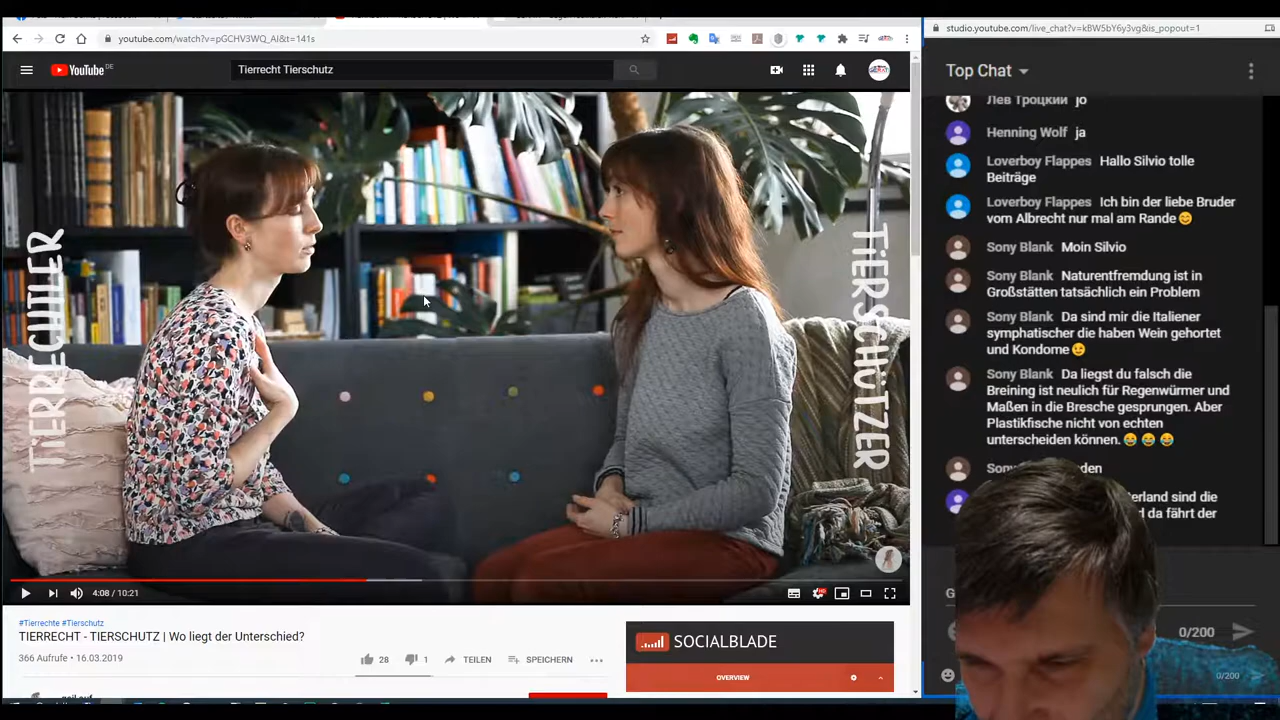 youtube.com/watch?v=pGCHV3WQ_AI&t=141s
studio.youtube.com/live_chat?v=kBW5bY6y3vg&is_popout=1
YouTube DE
Tierrecht Tierschutz
Top Chat
Лев Троцкий jo
Henning Wolf ja
Loverboy Flappes Hallo Silvio tolle
Beiträge
Loverboy Flappes Ich bin der liebe Bruder
vom Albrecht nur mal am Rande
Sony Blank Moin Silvio
Sony Blank Naturentfremdung ist in
Großstätten tatsächlich ein Problem
Sony Blank Da sind mir die Italiener
symphatischer die haben Wein gehortet
und Kondome
Sony Blank Da liegst du falsch die
Breining ist neulich für Regenwürmer und
Maßen in die Bresche gesprungen. Aber
Plastikfische nicht von echten
unterscheiden können.
terland sind die
d da fährt der
0/200
0/200
TiERRECHTLER
TiERSCHÜTZER
4:08 / 10:21
#Tierrechte #Tierschutz
TIERRECHT - TIERSCHUTZ | Wo liegt der Unterschied?
366 Aufrufe • 16.03.2019
28
1
TEILEN
SPEICHERN
SOCIALBLADE
OVERVIEW